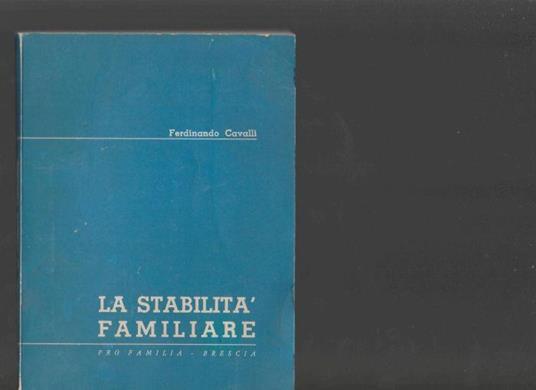 Ferdinando Cavalli
LA STABILITA'
FAMILIARE
PRO FAMILIA - BRESCIA